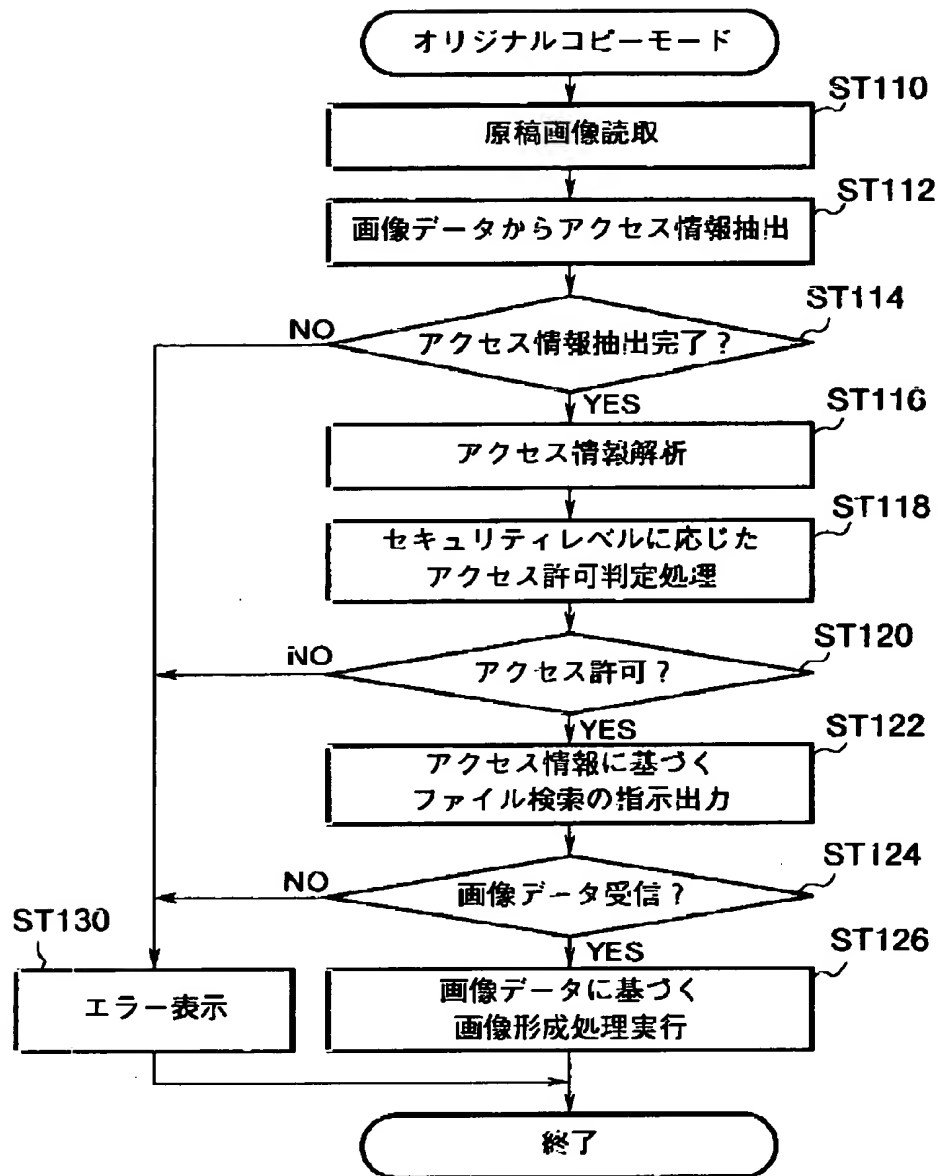 オリジナルコピーモード
ST110
原稿画像読取
ST112
画像データからアクセス情報抽出
ST114
NO
アクセス情報抽出完了?
YES
ST116
アクセス情報解析
ST118
セキュリティレベルに応じた
アクセス許可判定処理
ST120
NO
アクセス許可?
YES
ST122
アクセス情報に基づく
ファイル検索の指示出力
ST124
NO
画像データ受信?
ST130
YES
ST126
エラー表示
画像データに基づく
画像形成処理実行
終了